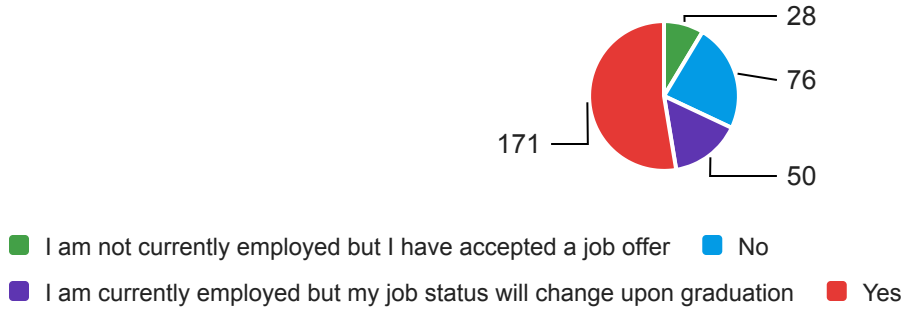 28
76
171
50
I am not currently employed but I have accepted a job offer No
I am currently employed but my job status will change upon graduation Yes